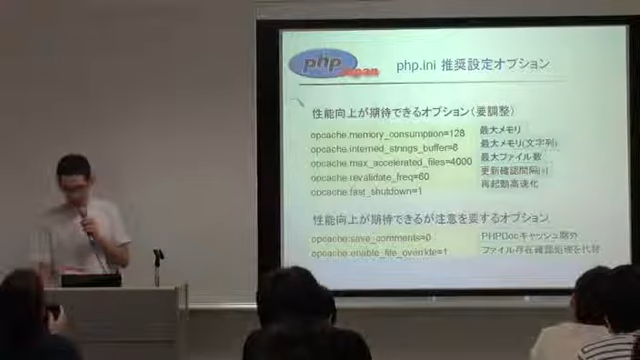 php
Japan
php.ini 推奨設定オプション
性能向上が期待できるオプション(要調整)
opcache.memory_consumption=128 最大メモリ
opcache.interned_strings_buffer=8 最大メモリ(文字列)
opcache.max_accelerated_files=4000 最大ファイル数
opcache.revalidate_freq=60 更新確認間隔(s)
opcache.fast_shutdown=1 再起動高速化
性能向上が期待できるが注意を要するオプション
opcache.save_comments=0 PHPDocキャッシュ除外
opcache.enable_file_override=1 ファイル存在確認処理を代替